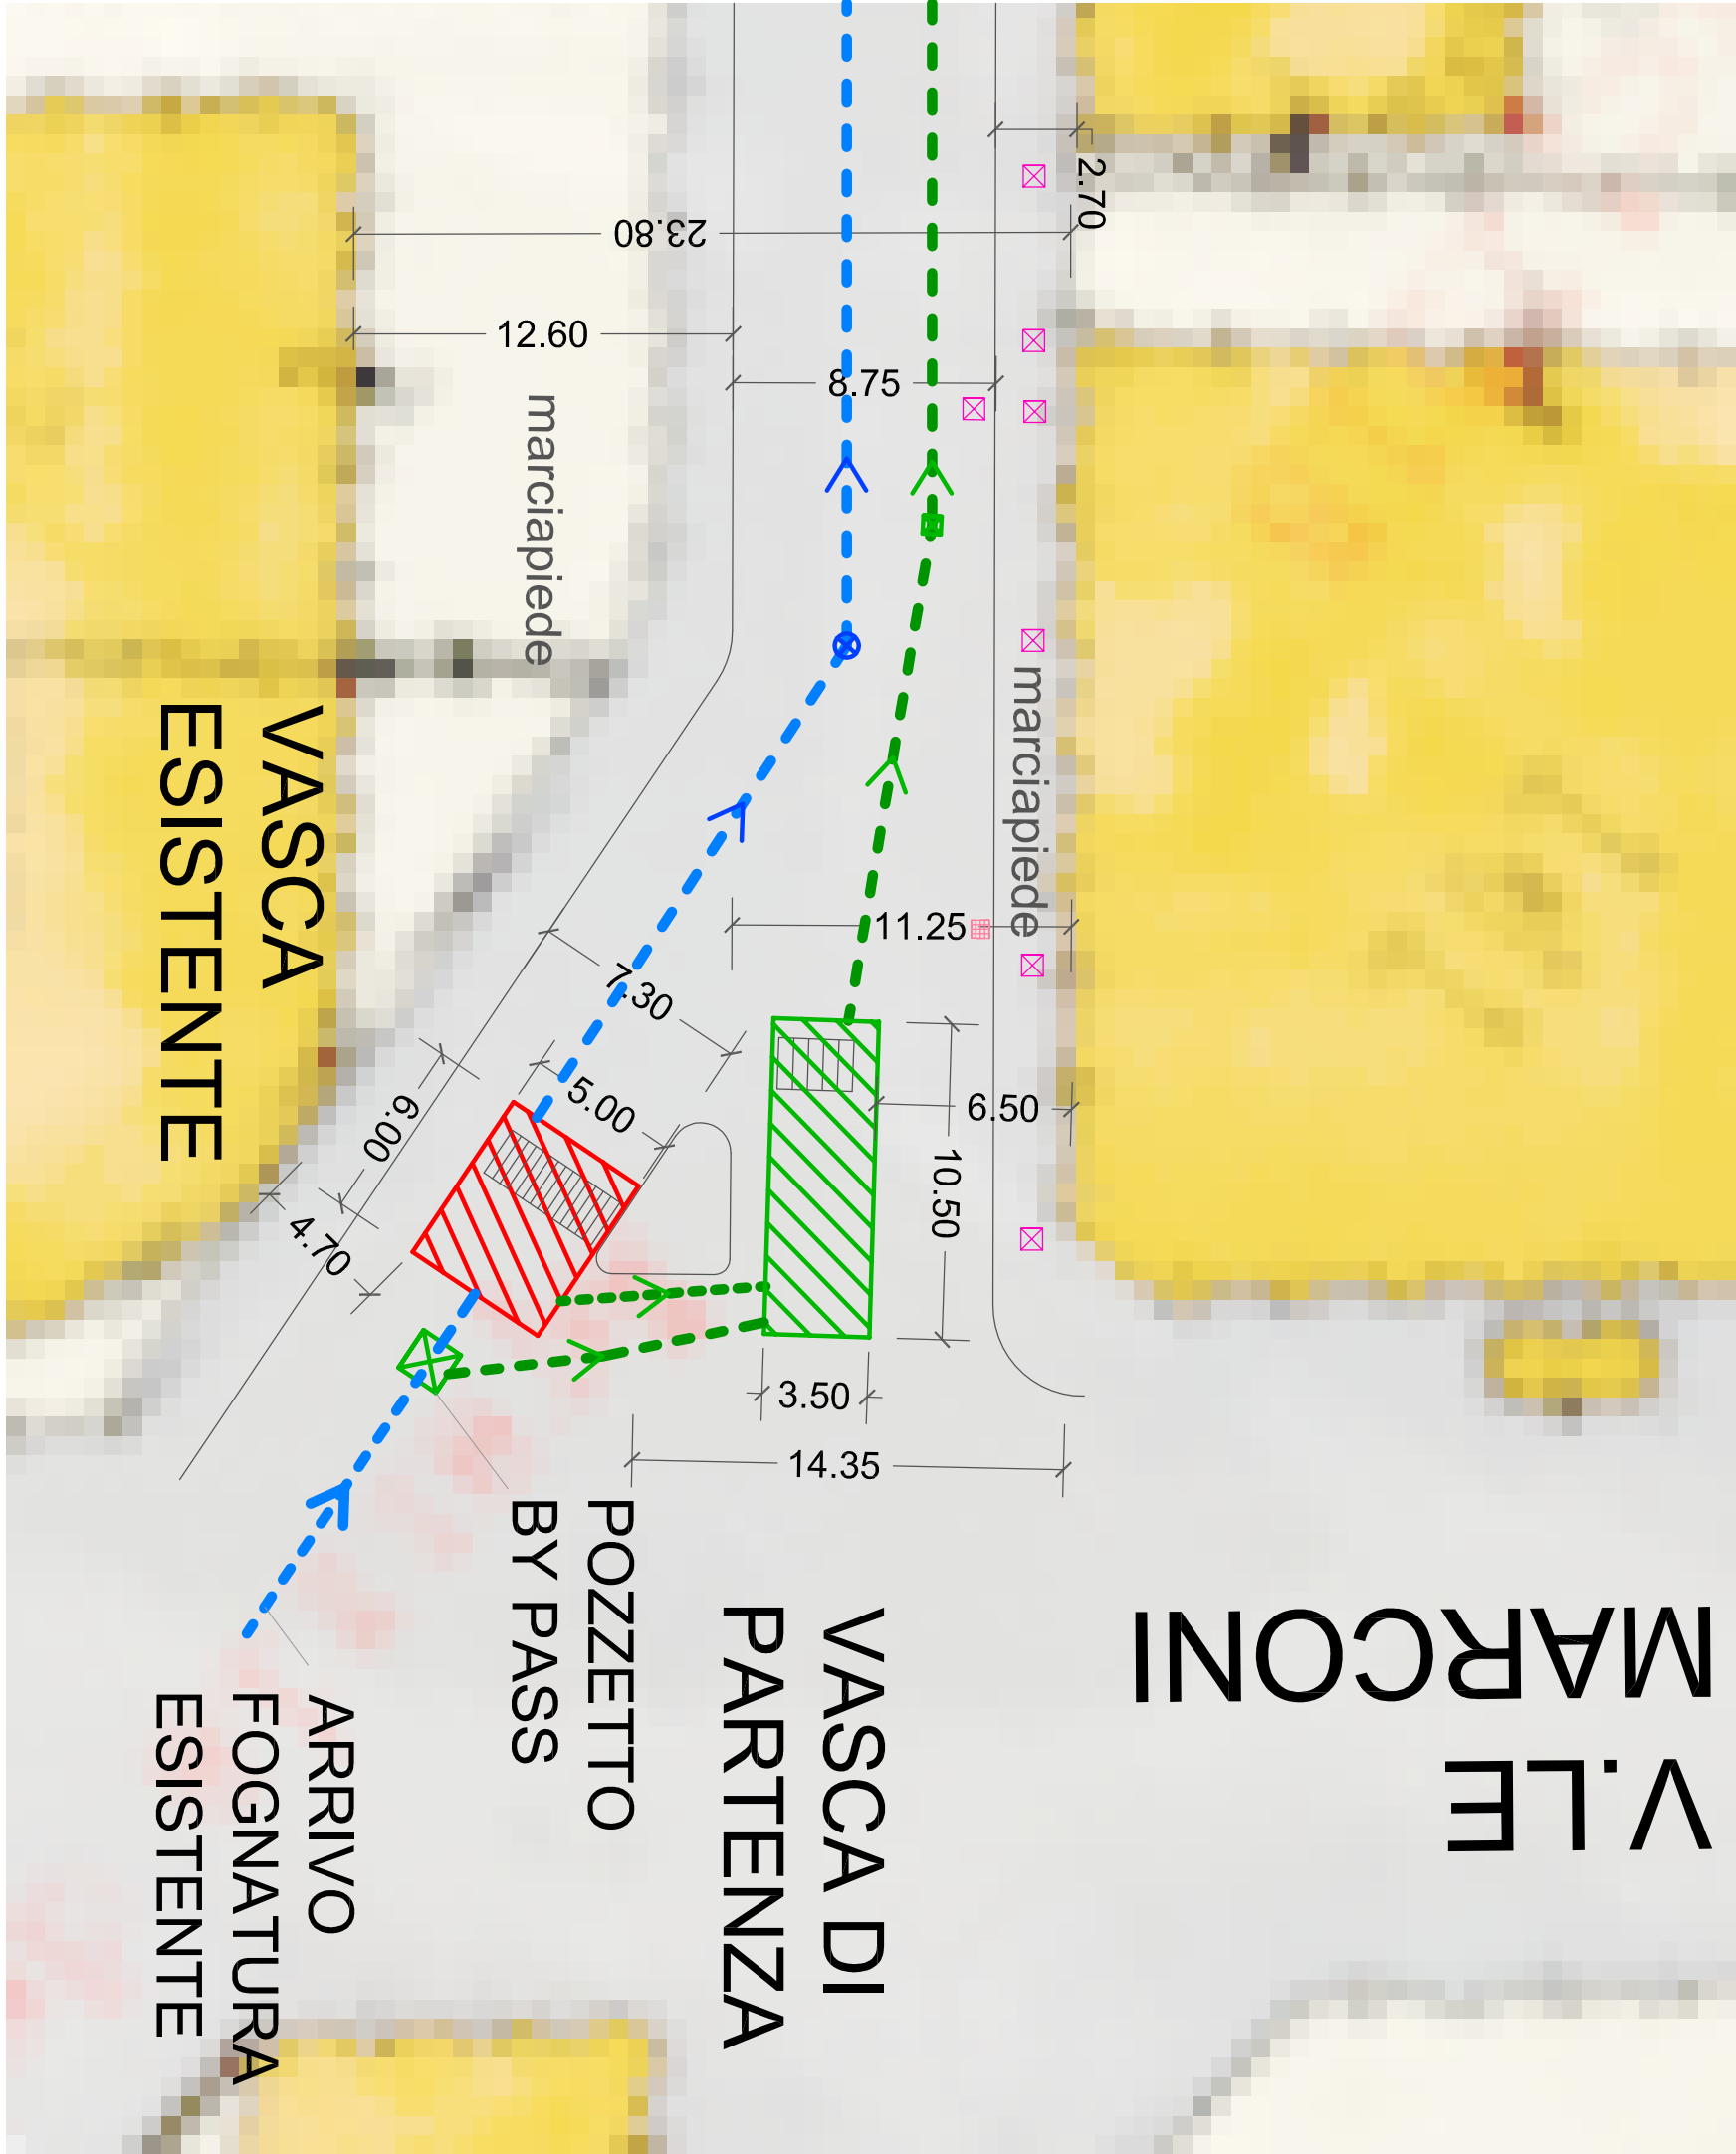 2.70
23.80
12.60
8.75
marciapiede
marciapiede
VASCA
ESISTENTE
11.25
7.30
5.00
6.00
4.70
6.50
10.50
3.50
14.35
POZZETTO
BY PASS
VASCA DI
PARTENZA
V.LE
MARCONI
ARRIVO
FOGNATURA
ESISTENTE